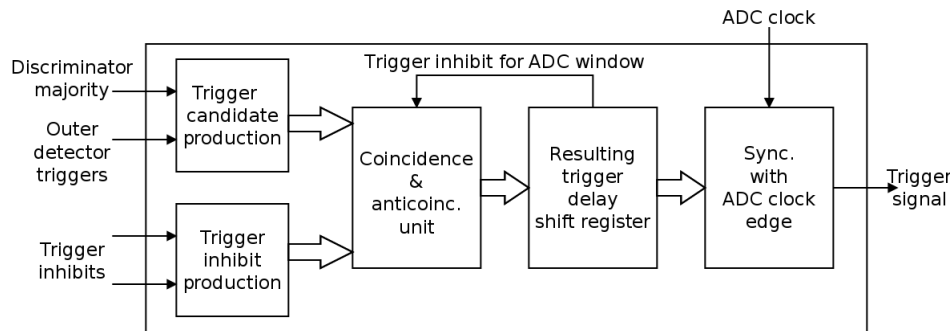 ADC clock
Trigger inhibit for ADC window
Discriminator
majority
Outer
detector
triggers
Trigger
candidate
production
Trigger
inhibits
Trigger
inhibit
production
Coincidence
&
anticoinc.
unit
Resulting
trigger
delay
shift register
Sync.
with
ADC clock
edge
Trigger
signal